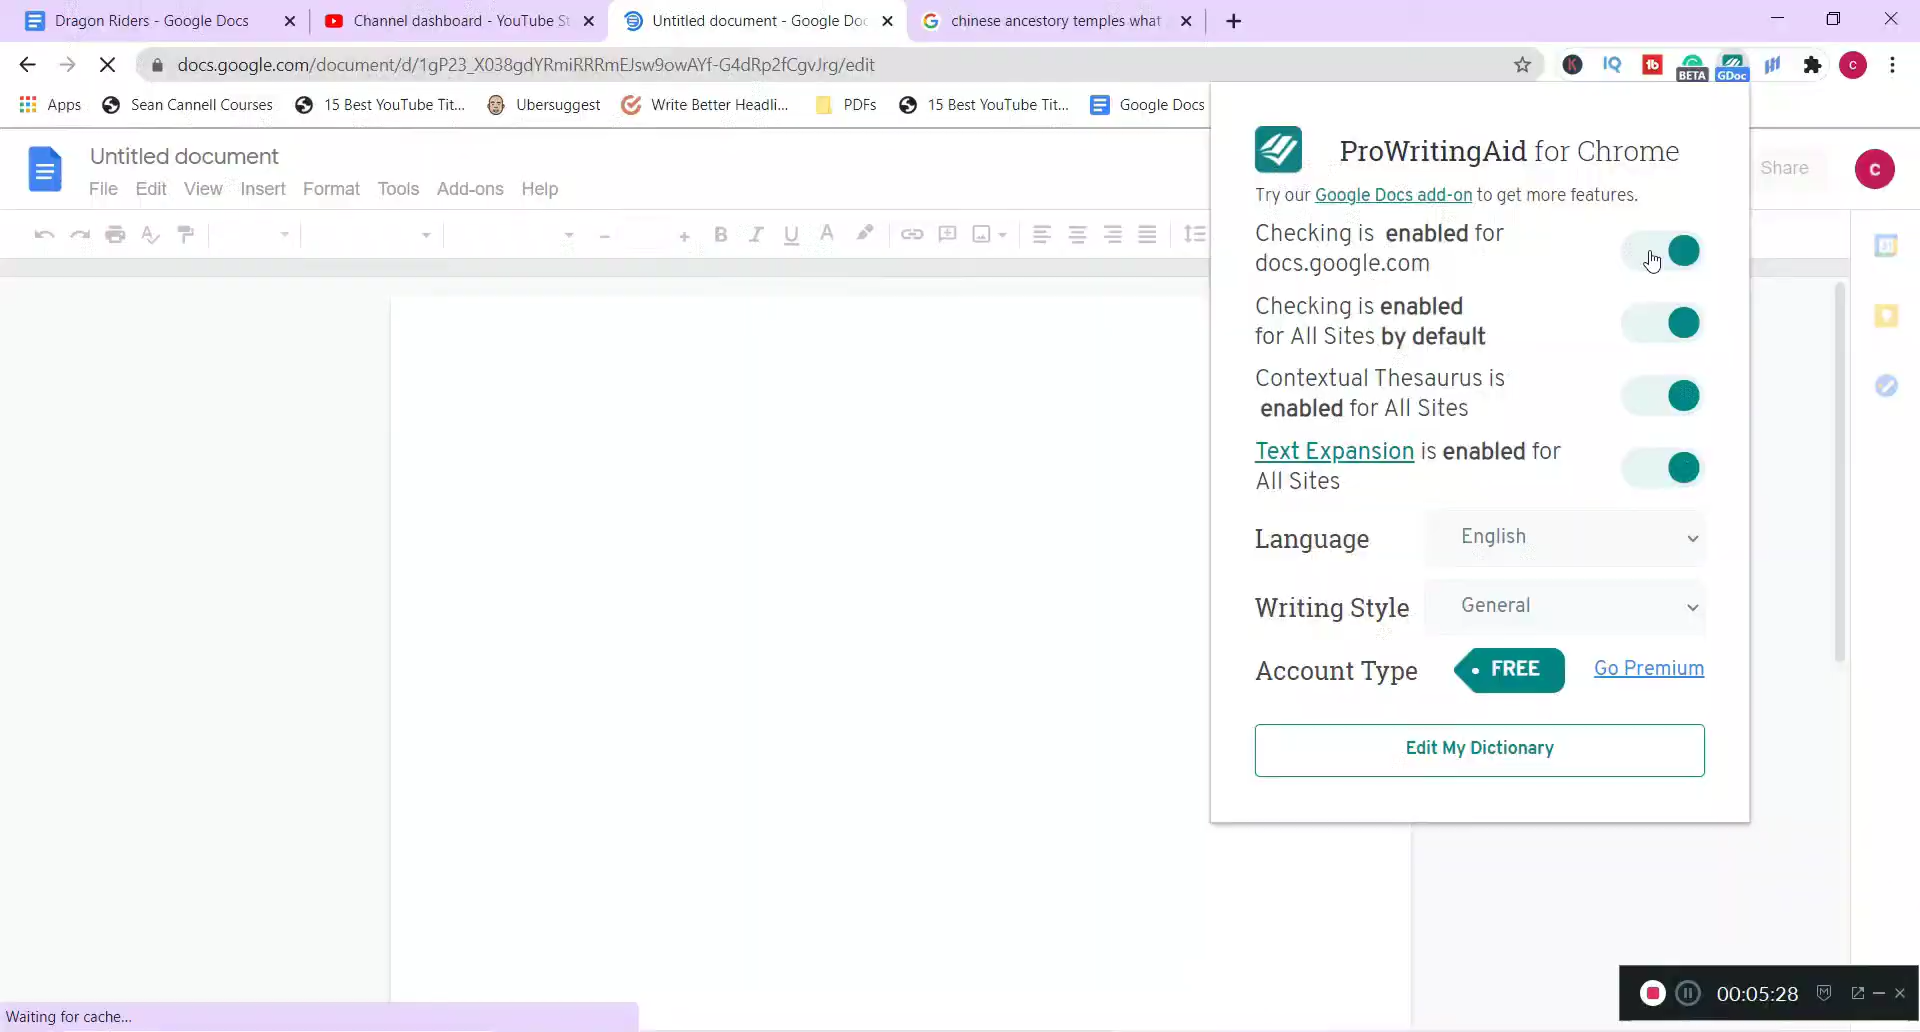 Dragon Riders - Google Docs
Channel dashboard - YouTube St
Untitled document - Google Doc
chinese ancestory temples what
docs.google.com/document/d/1gP23_X038gdYRmiRRRmEJsw9owAYf-G4dRp2fCgvJrg/edit
BETA
GDoc
Apps
Sean Cannell Courses
15 Best YouTube Tit...
Ubersuggest
Write Better Headli...
PDFs
15 Best YouTube Tit...
Google Docs
Untitled document
File Edit View Insert Format Tools Add-ons Help
Share
C
ProWritingAid for Chrome
Try our Google Docs add-on to get more features.
Checking is enabled for
docs.google.com
Checking is enabled
for All Sites by default
Contextual Thesaurus is
enabled for All Sites
Text Expansion is enabled for
All Sites
Language English
Writing Style General
Account Type FREE Go Premium
Edit My Dictionary
00:05:28
Waiting for cache...